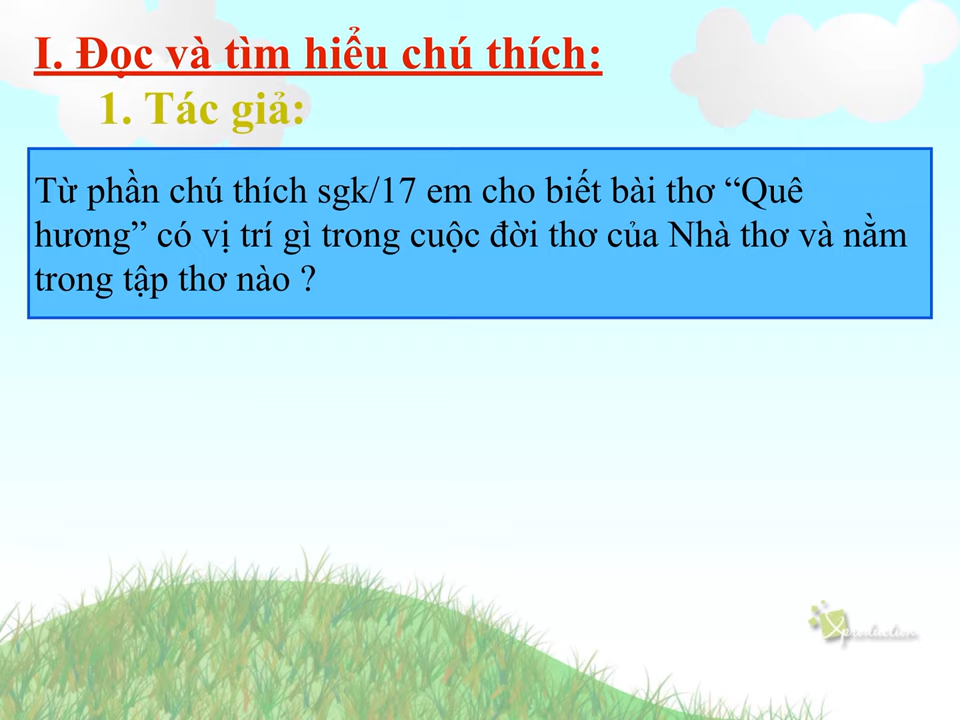 I. Đọc và tìm hiểu chú thích:
1. Tác giả:
Từ phần chú thích sgk/17 em cho biết bài thơ “Quê
hương” có vị trí gì trong cuộc đời thơ của Nhà thơ và nằm
trong tập thơ nào ?
Xproduction